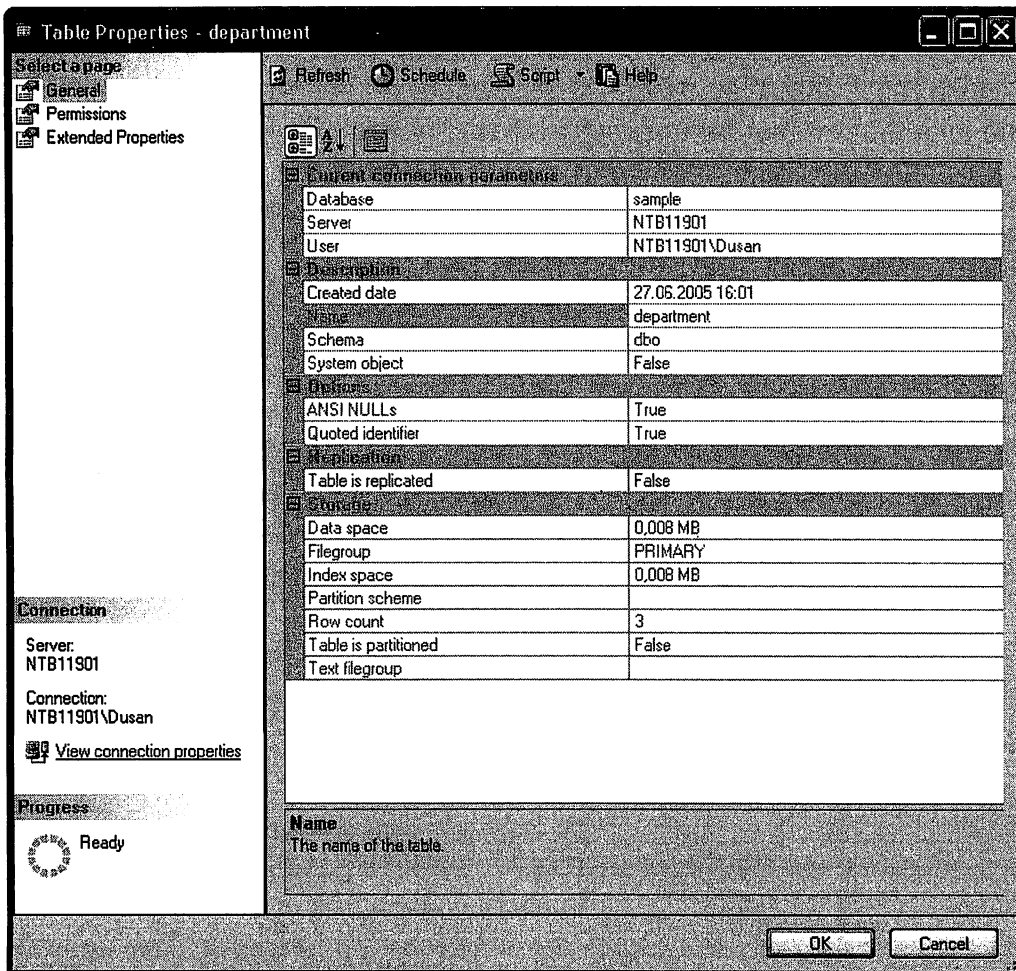 Table Properties - department
Select a page
General
Permissions
Extended Properties
Refresh Schedule Script Help
Current connection parameters
Database sample
Server NTB11901
User NTB11901\Dusan
Description
Created date 27.06.2005 16:01
Name department
Schema dbo
System object False
Options
ANSI NULLs True
Quoted identifier True
Replication
Table is replicated False
Storage
Data space 0,008 MB
Filegroup PRIMARY
Index space 0,008 MB
Partition scheme
Row count 3
Table is partitioned False
Text filegroup
Connection
Server:
NTB11901
Connection:
NTB11901\Dusan
View connection properties
Progress
Ready
Name
The name of the table.
OK Cancel